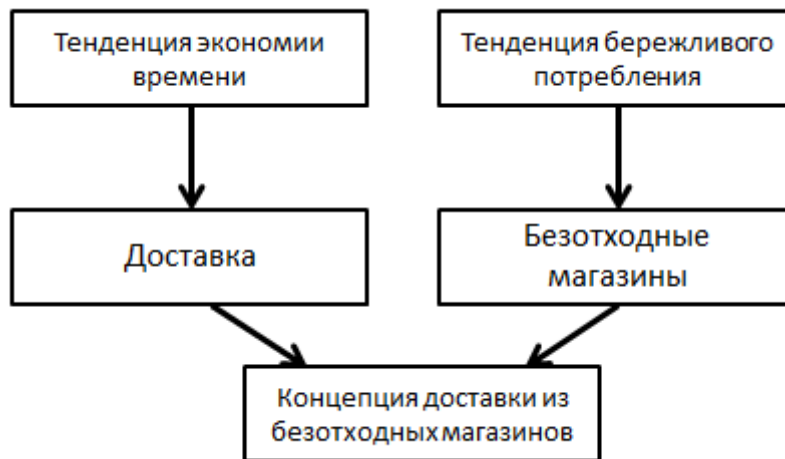 Тенденция экономии
времени
Тенденция бережливого
потребления
Доставка
Безотходные
магазины
Концепция доставки из
безотходных магазинов